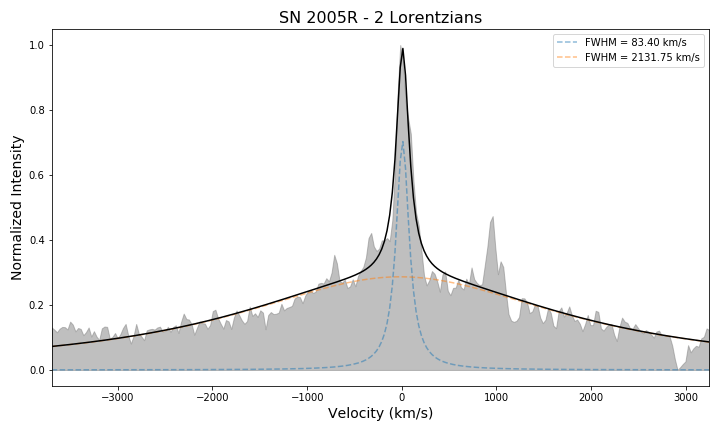 SN 2005R - 2 Lorentzians
FWHM = 83.40 km/s
FWHM = 2131.75 km/s
Normalized Intensity
1.0
0.8
0.6
0.4
0.2
0.0
−3000 −2000 −1000 0 1000 2000 3000
Velocity (km/s)